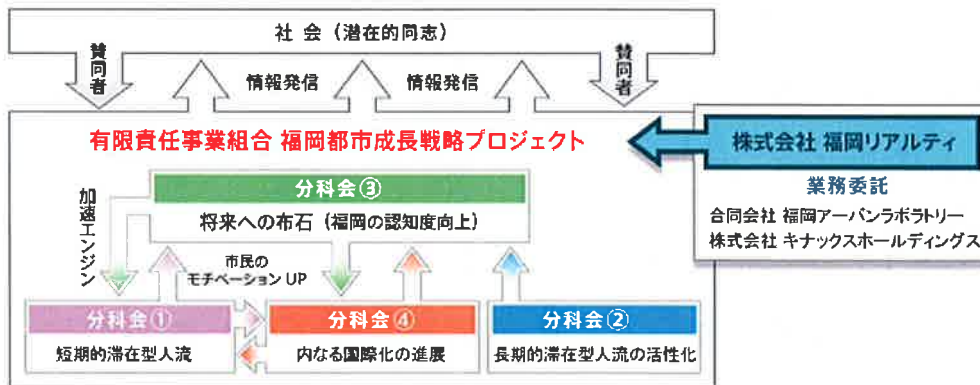 社 会（潜在的同志）
賛同者
情報発信
情報発信
賛同者
有限責任事業組合 福岡都市成長戦略プロジェクト
株式会社 福岡リアルティ
業務委託
合同会社 福岡アーバンラボラトリー
株式会社 キナックスホールディングス
分科会③
将来への布石（福岡の認知度向上）
加速エンジン
市民の
モチベーション UP
分科会①
短期的滞在型人流
分科会④
内なる国際化の進展
分科会②
長期的滞在型人流の活性化